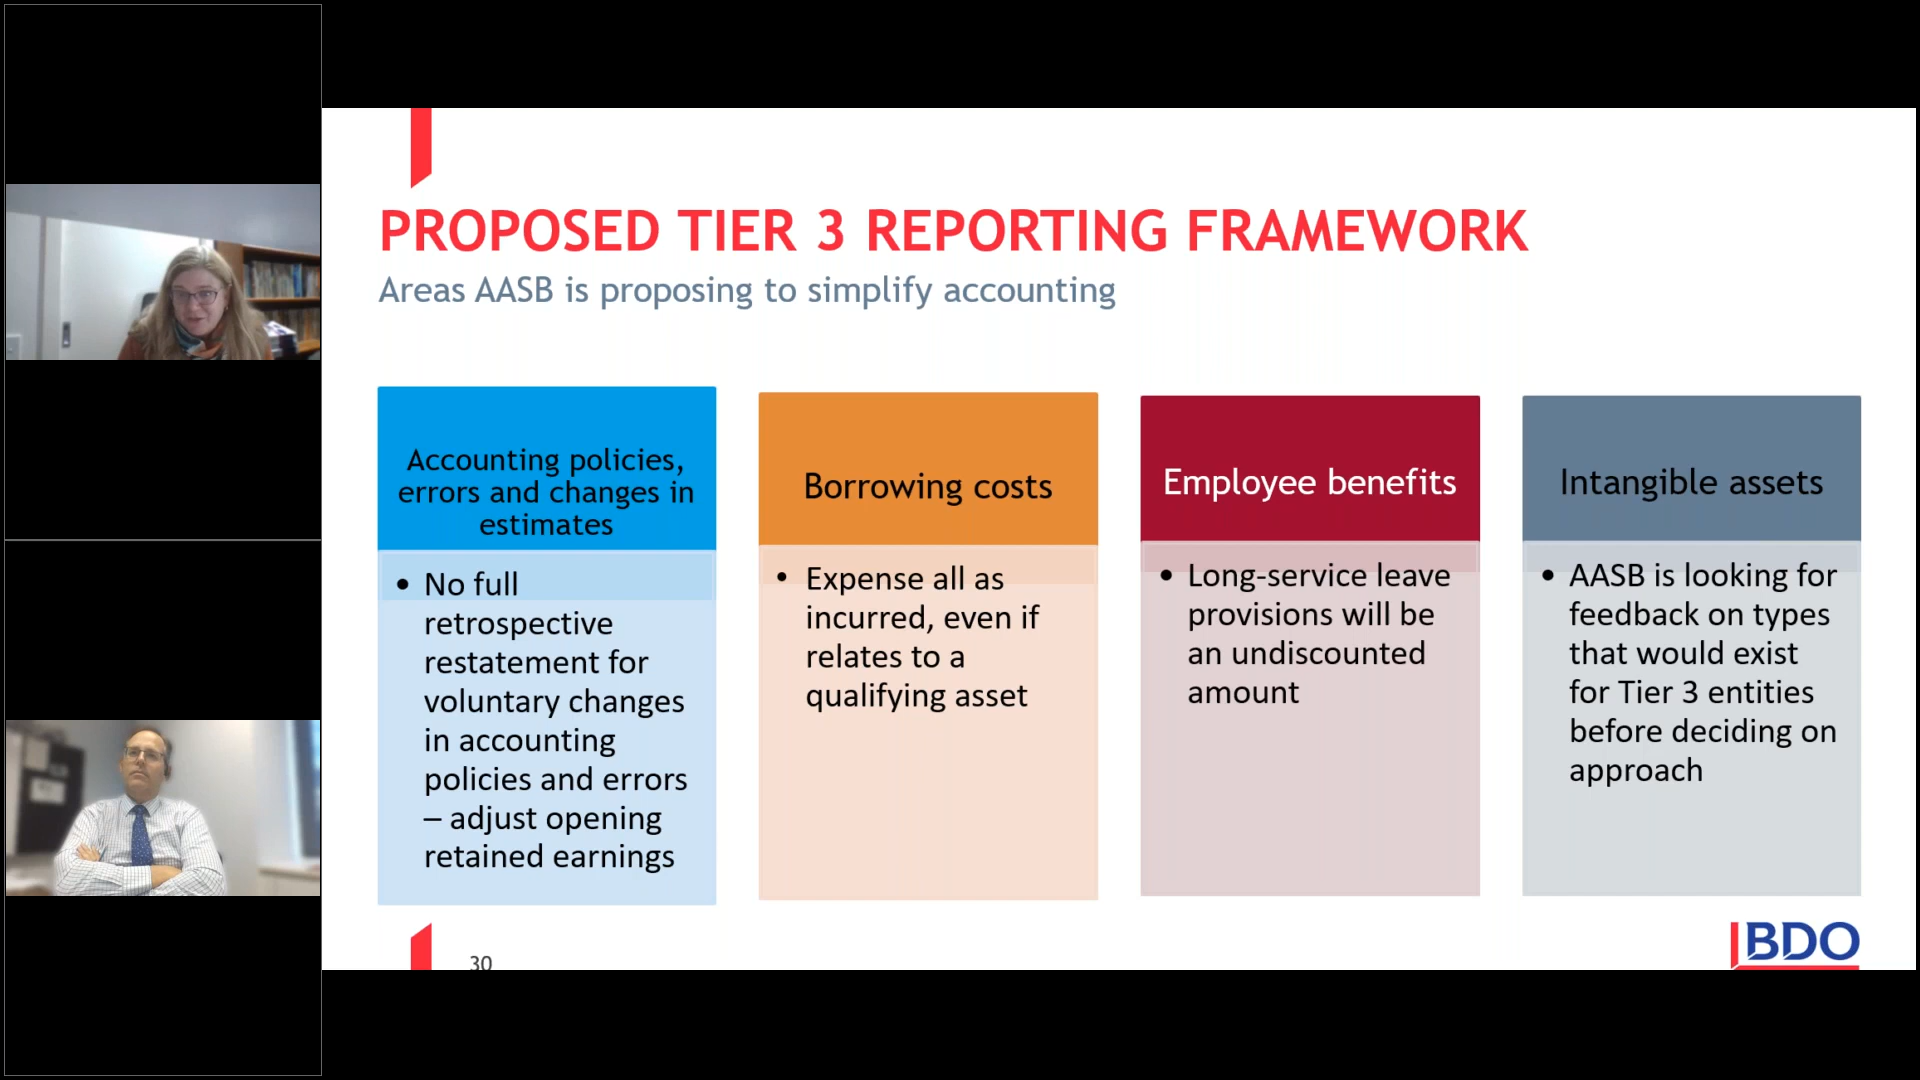 PROPOSED TIER 3 REPORTING FRAMEWORK
Areas AASB is proposing to simplify accounting
Accounting policies,
errors and changes in
estimates
• No full
retrospective
restatement for
voluntary changes
in accounting
policies and errors
– adjust opening
retained earnings
Borrowing costs
• Expense all as
incurred, even if
relates to a
qualifying asset
Employee benefits
• Long-service leave
provisions will be
an undiscounted
amount
Intangible assets
• AASB is looking for
feedback on types
that would exist
for Tier 3 entities
before deciding on
approach
30
BDO